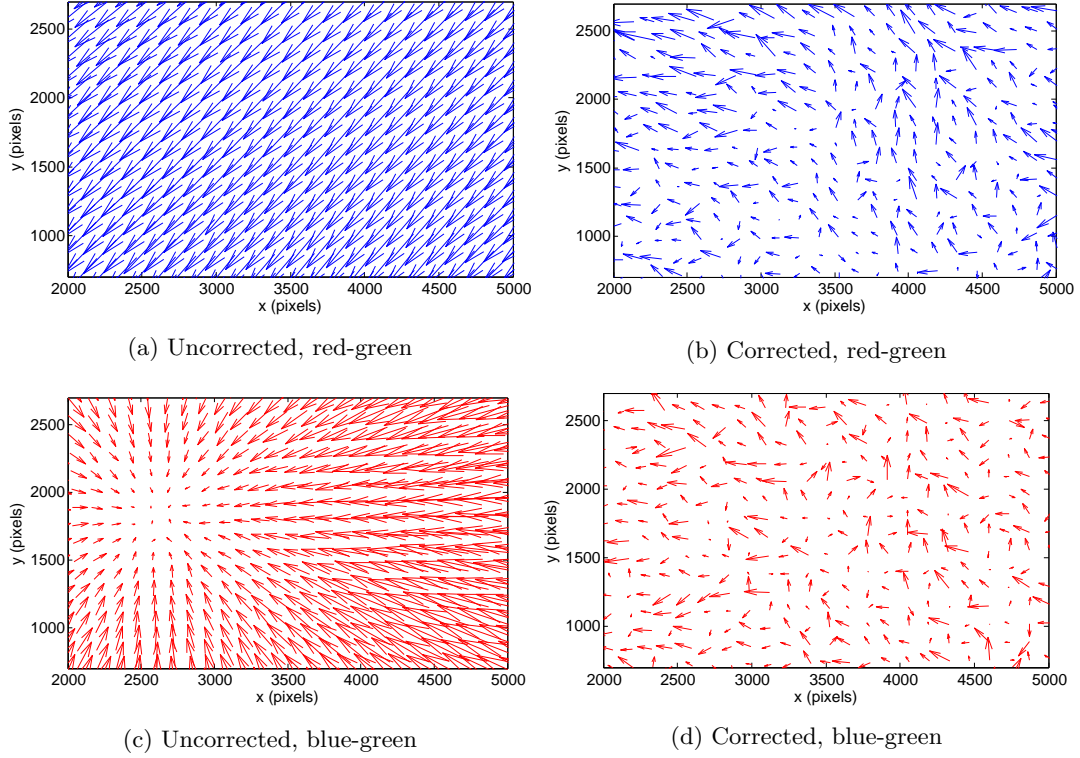 2500
2000
1500
1000
y (pixels)
2000 2500 3000 3500 4000 4500 5000
x (pixels)
(a) Uncorrected, red-green
2500
2000
1500
1000
y (pixels)
2000 2500 3000 3500 4000 4500 5000
x (pixels)
(b) Corrected, red-green
2500
2000
1500
1000
y (pixels)
2000 2500 3000 3500 4000 4500 5000
x (pixels)
(c) Uncorrected, blue-green
2500
2000
1500
1000
y (pixels)
2000 2500 3000 3500 4000 4500 5000
x (pixels)
(d) Corrected, blue-green